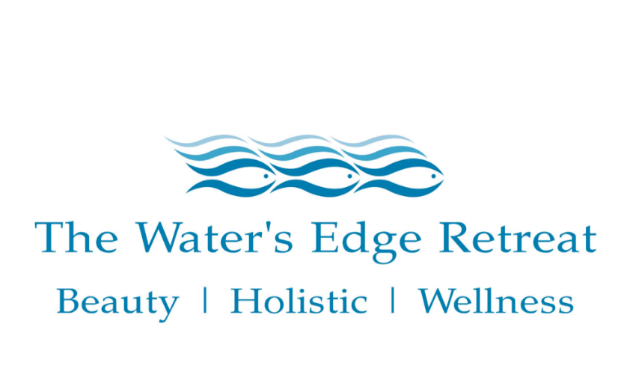 The Water's Edge Retreat
Beauty | Holistic | Wellness